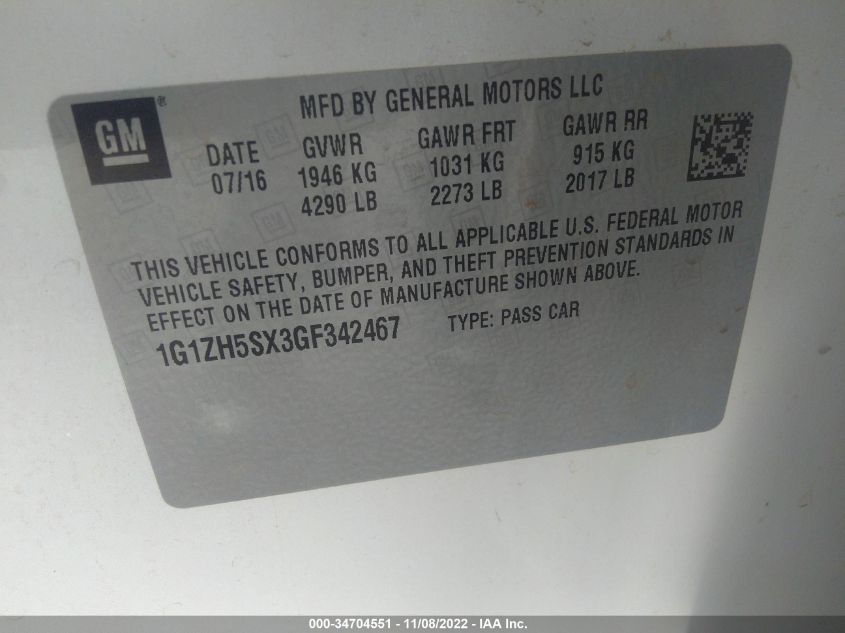 GM ®
MFD BY GENERAL MOTORS LLC
DATE GVWR GAWR FRT GAWR RR
07/16 1946 KG 1031 KG 915 KG
4290 LB 2273 LB 2017 LB
THIS VEHICLE CONFORMS TO ALL APPLICABLE U.S. FEDERAL MOTOR
VEHICLE SAFETY, BUMPER, AND THEFT PREVENTION STANDARDS IN
EFFECT ON THE DATE OF MANUFACTURE SHOWN ABOVE.
1G1ZH5SX3GF342467 TYPE: PASS CAR
000-34704551 - 11/08/2022 - IAA Inc.